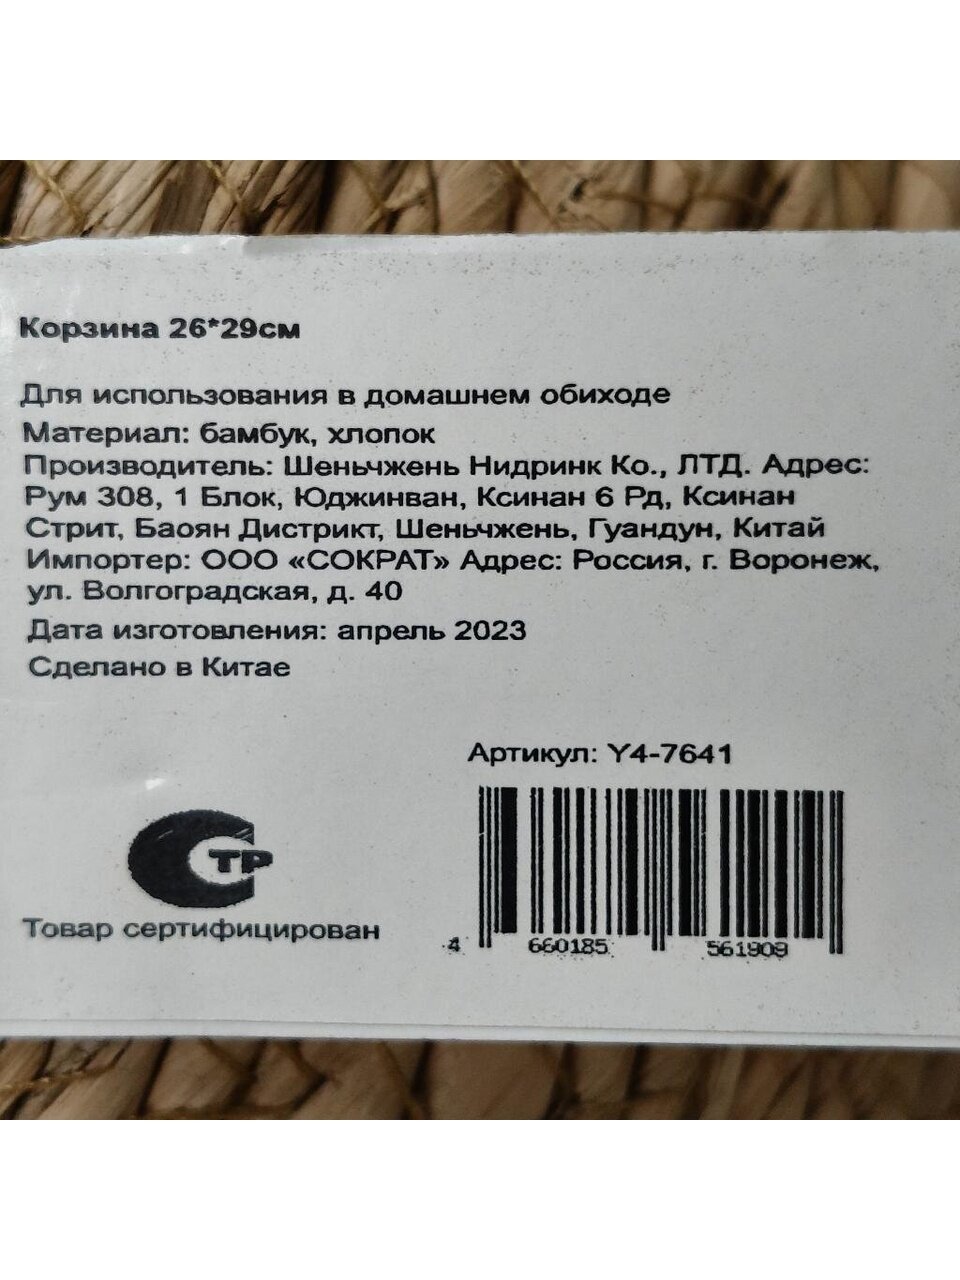 Корзина 26*29см
Для использования в домашнем обиходе
Материал: бамбук, хлопок
Производитель: Шеньчжень Нидринк Ко., ЛТД. Адрес:
Рум 308, 1 Блок, Юджинван, Ксинан 6 Рд, Ксинан
Стрит, Баоян Дистрикт, Шеньчжень, Гуандун, Китай
Импортер: ООО «СОКРАТ» Адрес: Россия, г. Воронеж,
ул. Волгоградская, д. 40
Дата изготовления: апрель 2023
Сделано в Китае
Артикул: Y4-7641
СТР
Товар сертифицирован
4 660185 561909